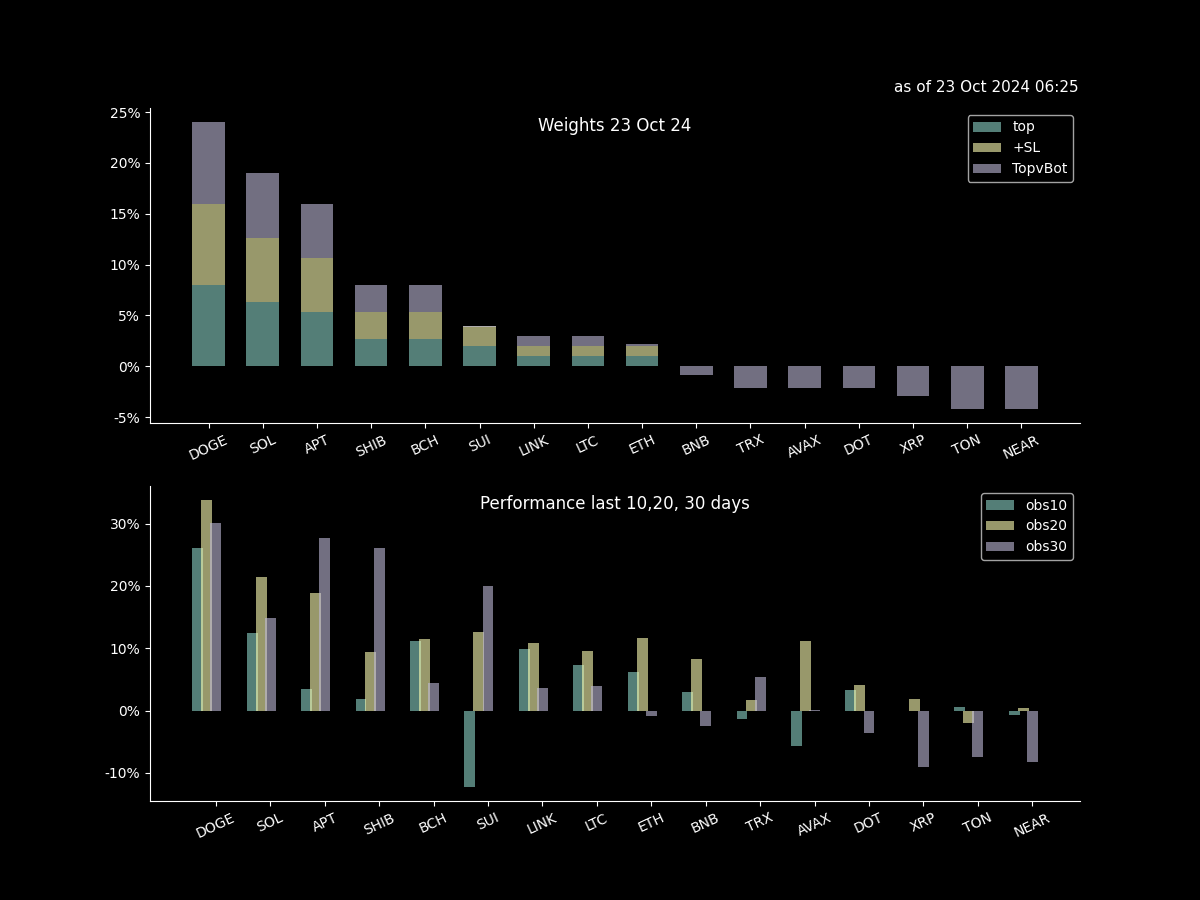 as of 23 Oct 2024 06:25
Weights 23 Oct 24
top
+SL
TopvBot
25%
20%
15%
10%
5%
0%
-5%
DOGE SOL APT SHIB BCH SUI LINK LTC ETH BNB TRX AVAX DOT XRP TON NEAR
Performance last 10,20, 30 days
obs10
obs20
obs30
30%
20%
10%
0%
-10%
DOGE SOL APT SHIB BCH SUI LINK LTC ETH BNB TRX AVAX DOT XRP TON NEAR